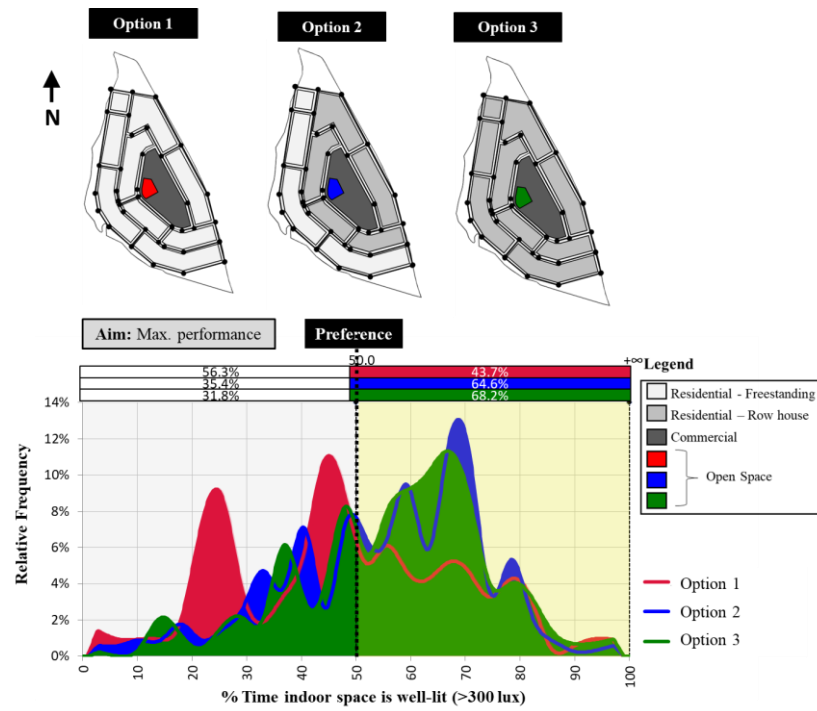 Option 1 Option 2 Option 3
N
Aim: Max. performance
Preference
50.0
+∞
56.3% 43.7%
35.4% 64.6%
31.8% 68.2%
Legend
Residential - Freestanding
Residential – Row house
Commercial
Open Space
Option 1
Option 2
Option 3
Relative Frequency
14%
12%
10%
8%
6%
4%
2%
0%
0 10 20 30 40 50 60 70 80 90 100
% Time indoor space is well-lit (>300 lux)